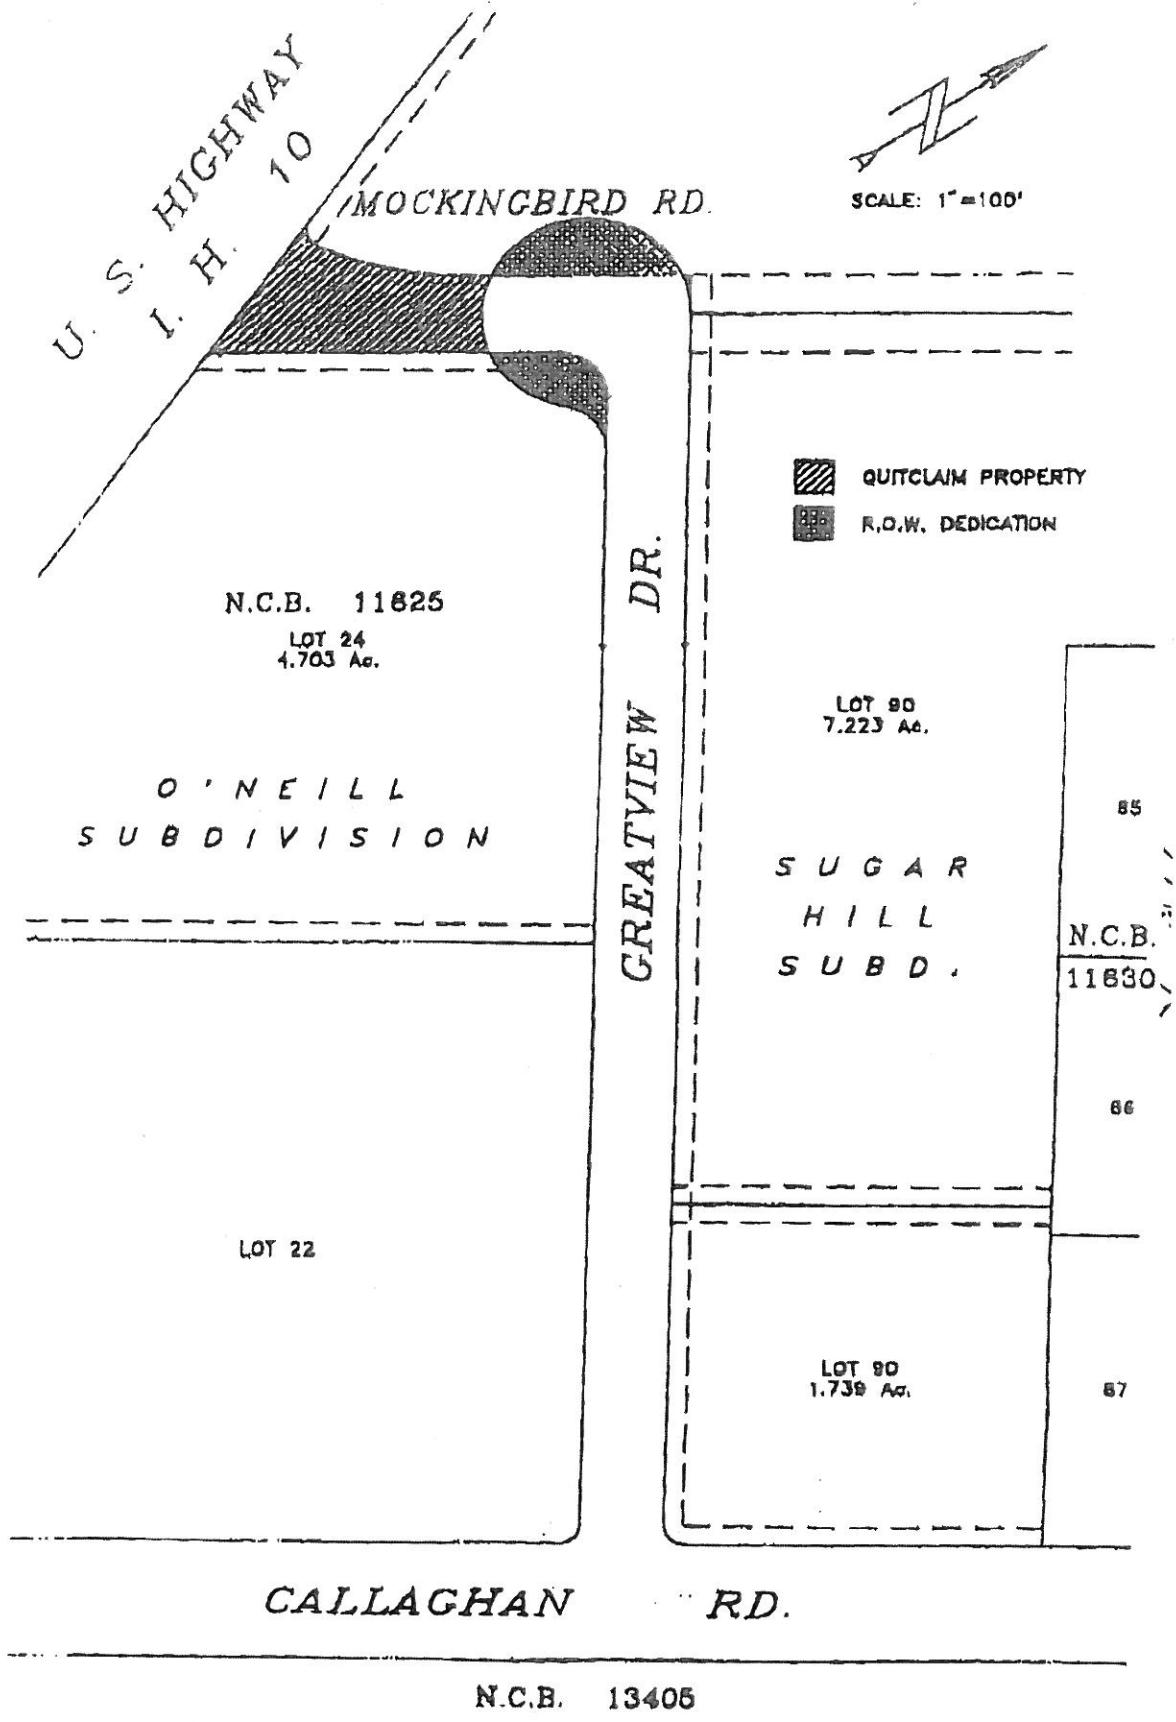 U. S. HIGHWAY
I. H. 10
MOCKINGBIRD RD.
SCALE: 1"=100'
QUITCLAIM PROPERTY
R.O.W. DEDICATION
N.C.B. 11625
LOT 24
4.703 Ac.
GREATVIEW DR.
LOT 90
7.223 Ac.
O'NEILL
SUBDIVISION
85
SUGAR
HILL
SUBD.
N.C.B.
11630
86
LOT 22
LOT 90
1.739 Ac.
87
CALLAGHAN RD.
N.C.B. 13405